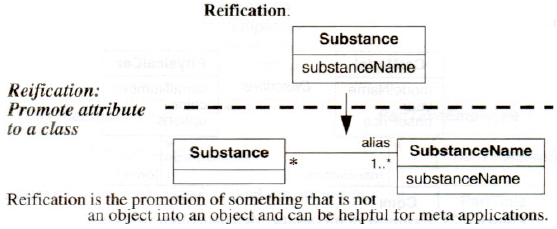 Reification.
Substance
substanceName
Reification:
Promote attribute
to a class
alias
Substance
SubstanceName
*
1..*
substanceName
Reification is the promotion of something that is not
an object into an object and can be helpful for meta applications.